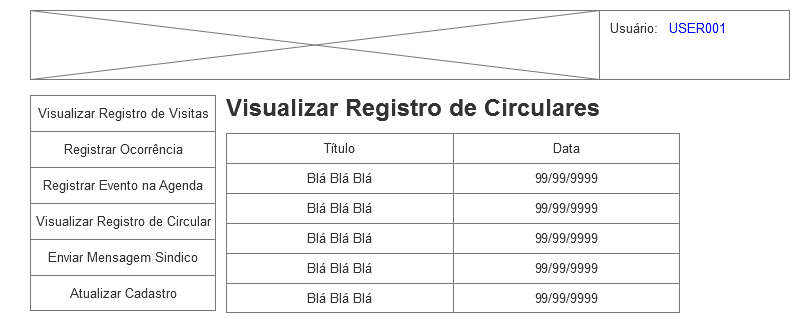 Usuário: USER001
Visualizar Registro de Visitas
Registrar Ocorrência
Registrar Evento na Agenda
Visualizar Registro de Circular
Enviar Mensagem Sindico
Atualizar Cadastro
Visualizar Registro de Circulares
Título Data
Blá Blá Blá 99/99/9999
Blá Blá Blá 99/99/9999
Blá Blá Blá 99/99/9999
Blá Blá Blá 99/99/9999
Blá Blá Blá 99/99/9999